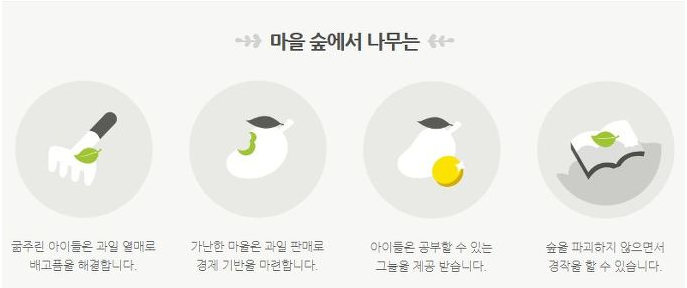 마을 숲에서 나무는
굶주린 아이들은 과일 열매로
배고픔을 해결합니다.
가난한 마을은 과일 판매로
경제 기반을 마련합니다.
아이들은 공부할 수 있는
그늘을 제공 받습니다.
숲을 파괴하지 않으면서
경작을 할 수 있습니다.